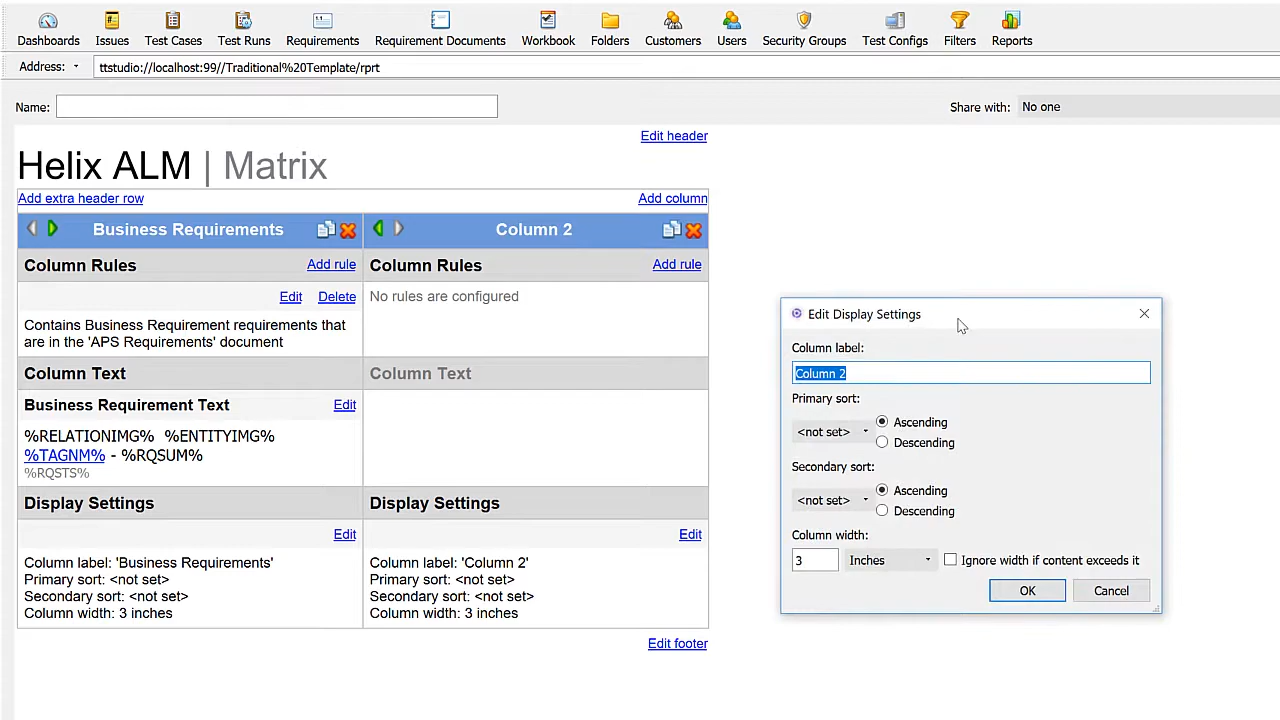 Dashboards Issues Test Cases Test Runs Requirements Requirement Documents Workbook Folders Customers Users Security Groups Test Configs Filters Reports
Address: ttstudio://localhost:99//Traditional%20Template/rprt
Name: Share with: No one
Edit header
Helix ALM | Matrix
Add extra header row Add column
Business Requirements Column 2
Column Rules Add rule Column Rules Add rule
Edit Delete No rules are configured
Contains Business Requirement requirements that
are in the 'APS Requirements' document
Column Text Column Text
Business Requirement Text Edit
%RELATIONIMG% %ENTITYIMG%
%TAGNM% - %RQSUM%
%RQSTS%
Display Settings Display Settings
Edit Edit
Column label: 'Business Requirements' Column label: 'Column 2'
Primary sort: <not set> Primary sort: <not set>
Secondary sort: <not set> Secondary sort: <not set>
Column width: 3 inches Column width: 3 inches
Edit footer
Edit Display Settings
Column label:
Column 2
Primary sort:
<not set> Ascending
Descending
Secondary sort:
<not set> Ascending
Descending
Column width:
3 Inches Ignore width if content exceeds it
OK Cancel